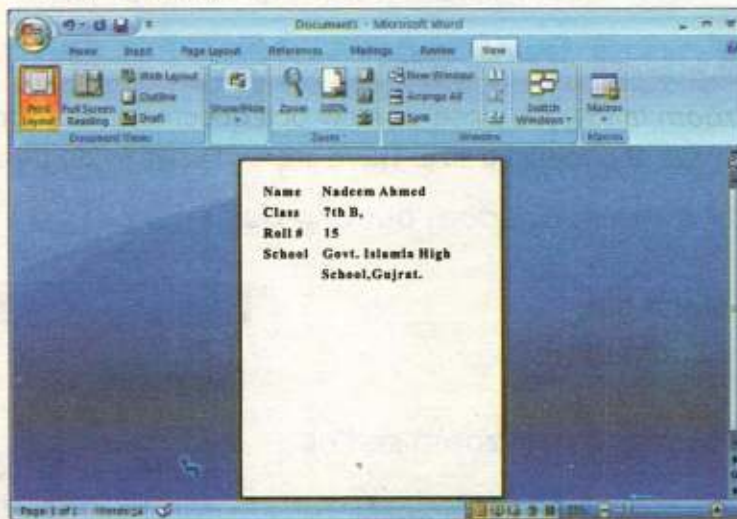 Document1 - Microsoft Word
Home Insert Page Layout References Mailings Review View
Print Layout
Full Screen Reading
Web Layout
Outline
Draft
Document Views
Show/Hide
Zoom
100%
Zoom
New Window
Arrange All
Split
Switch Windows
Window
Macros
Macros
Name Nadeem Ahmed
Class 7th B,
Roll # 15
School Govt. Islamia High
School,Gujrat.
Page: 1 of 1